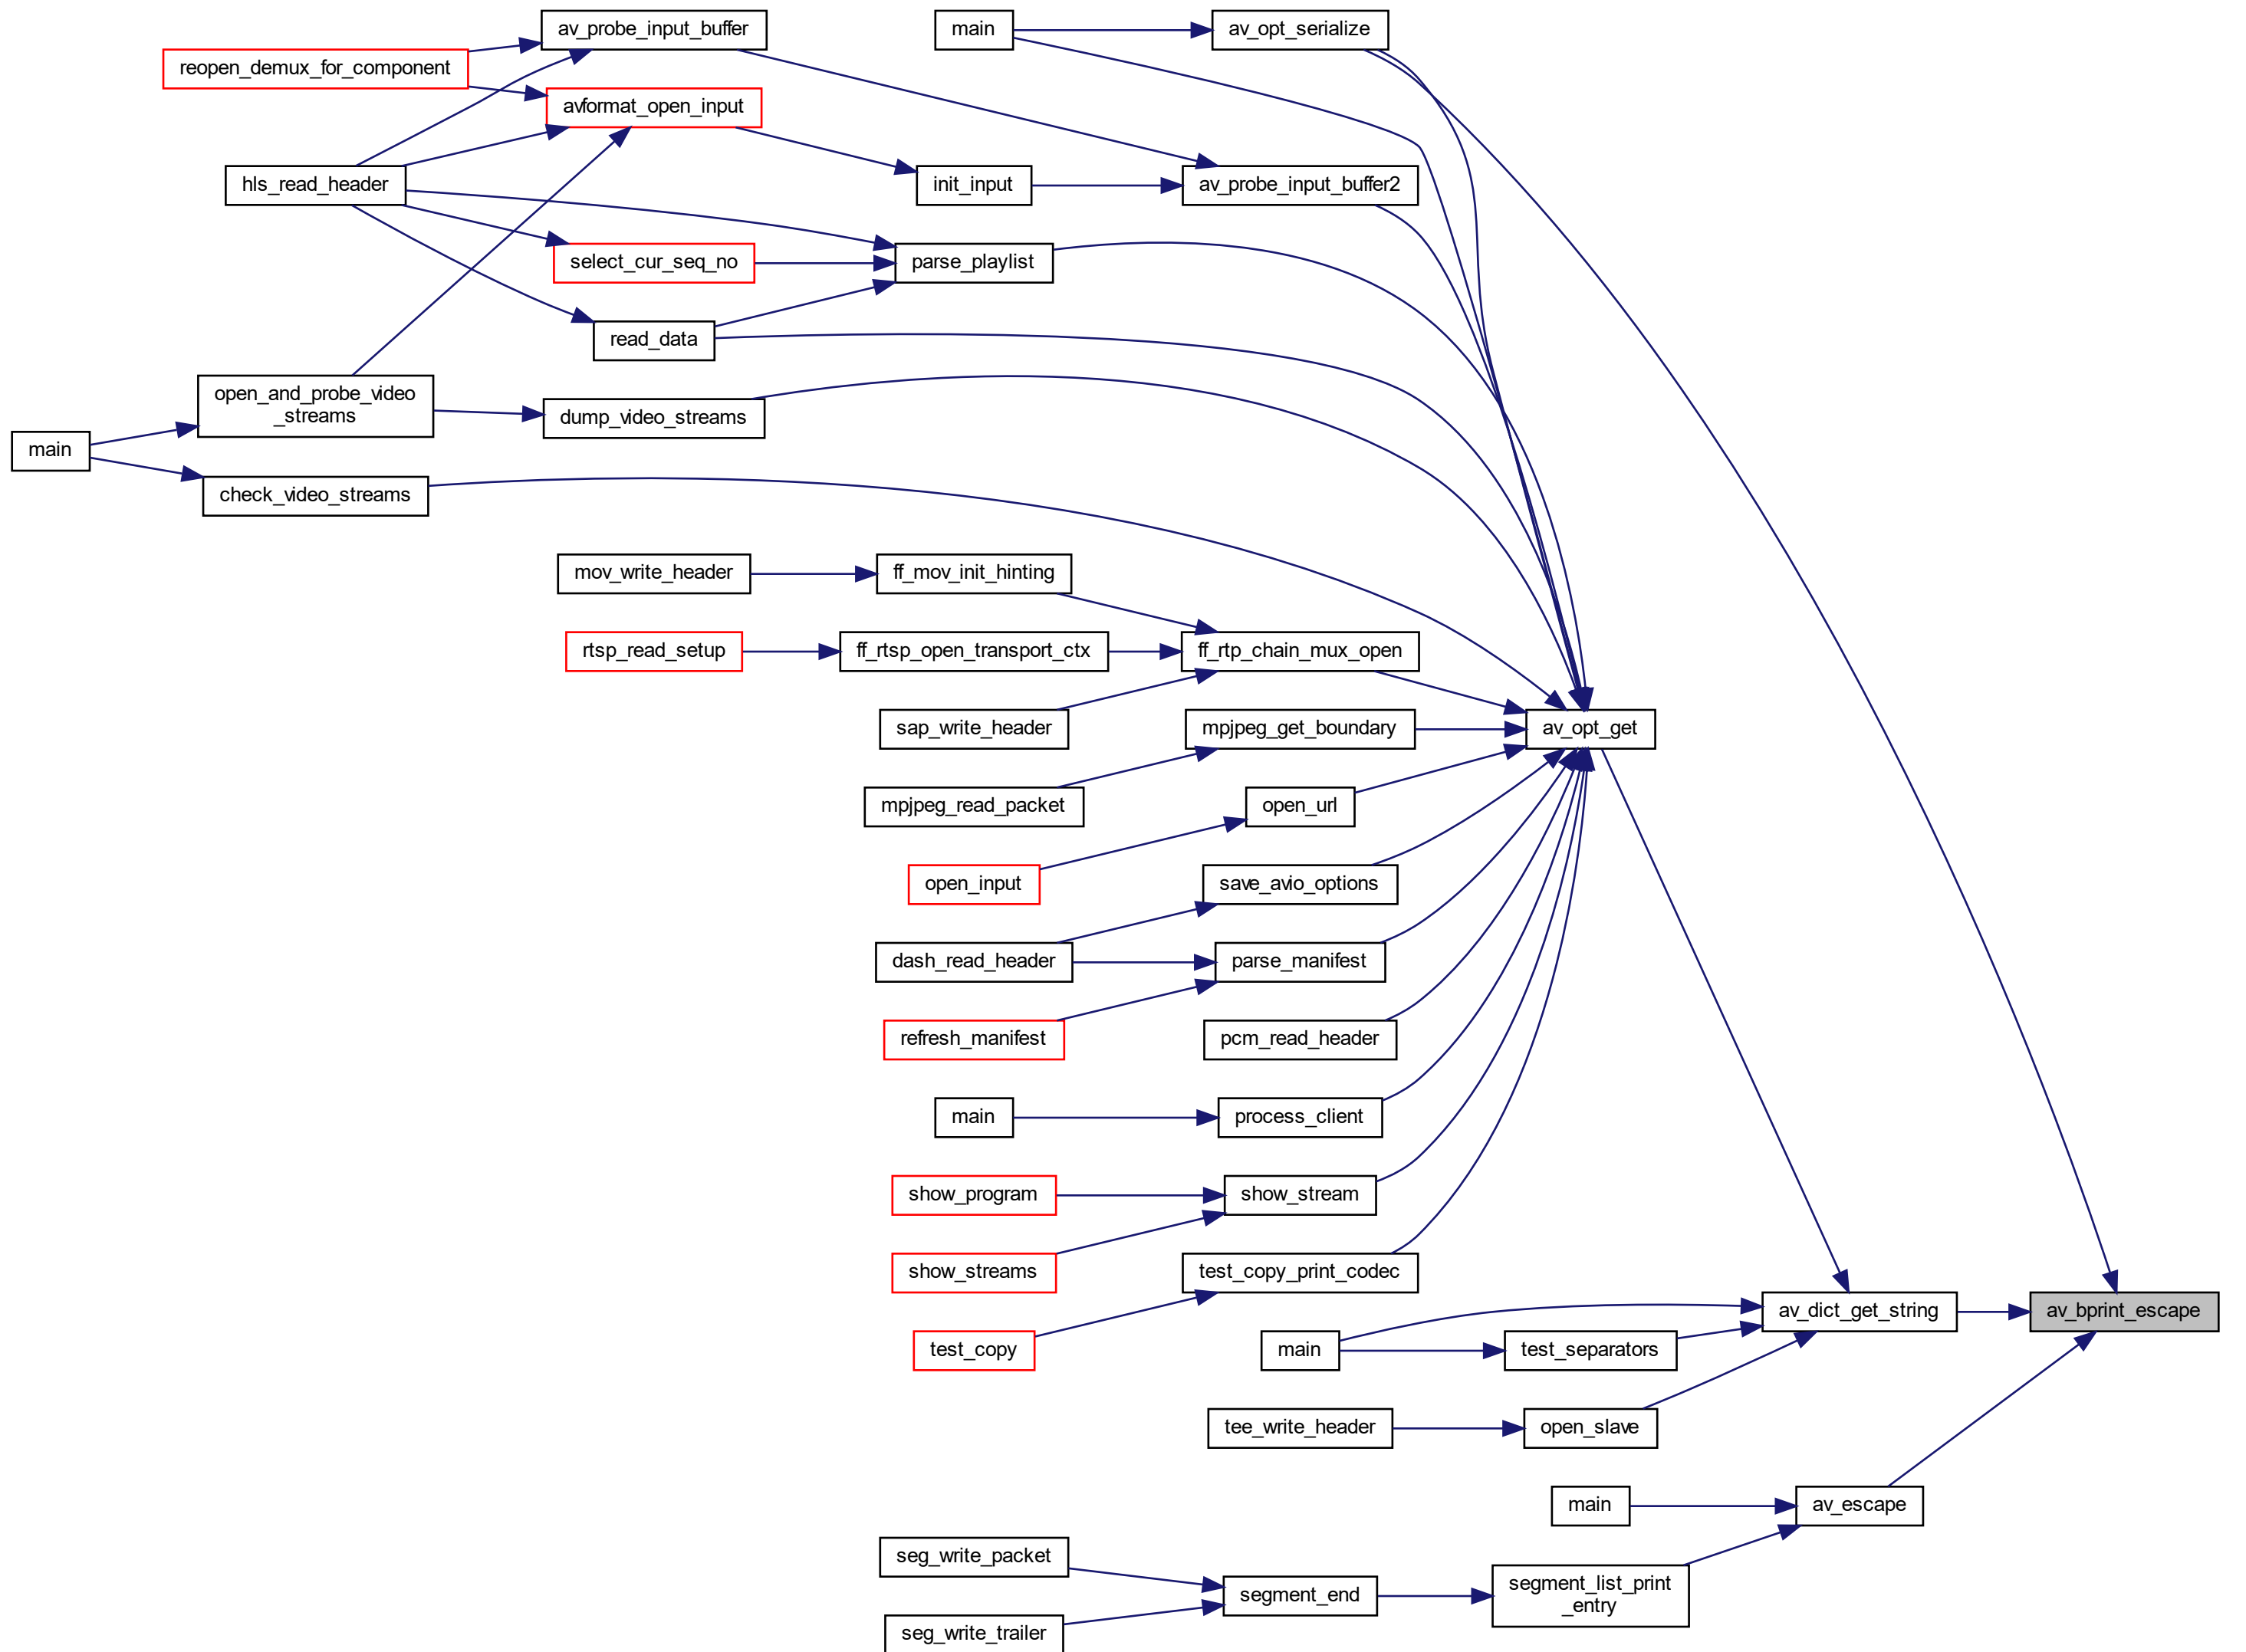 av_probe_input_buffer
main
av_opt_serialize
reopen_demux_for_component
avformat_open_input
hls_read_header
init_input
av_probe_input_buffer2
select_cur_seq_no
parse_playlist
read_data
open_and_probe_video
_streams
dump_video_streams
main
check_video_streams
mov_write_header
ff_mov_init_hinting
rtsp_read_setup
ff_rtsp_open_transport_ctx
ff_rtp_chain_mux_open
sap_write_header
mpjpeg_get_boundary
av_opt_get
mpjpeg_read_packet
open_url
open_input
save_avio_options
dash_read_header
parse_manifest
refresh_manifest
pcm_read_header
main
process_client
show_program
show_stream
show_streams
test_copy_print_codec
av_dict_get_string
av_bprint_escape
test_copy
main
test_separators
tee_write_header
open_slave
main
av_escape
seg_write_packet
segment_end
segment_list_print
_entry
seg_write_trailer